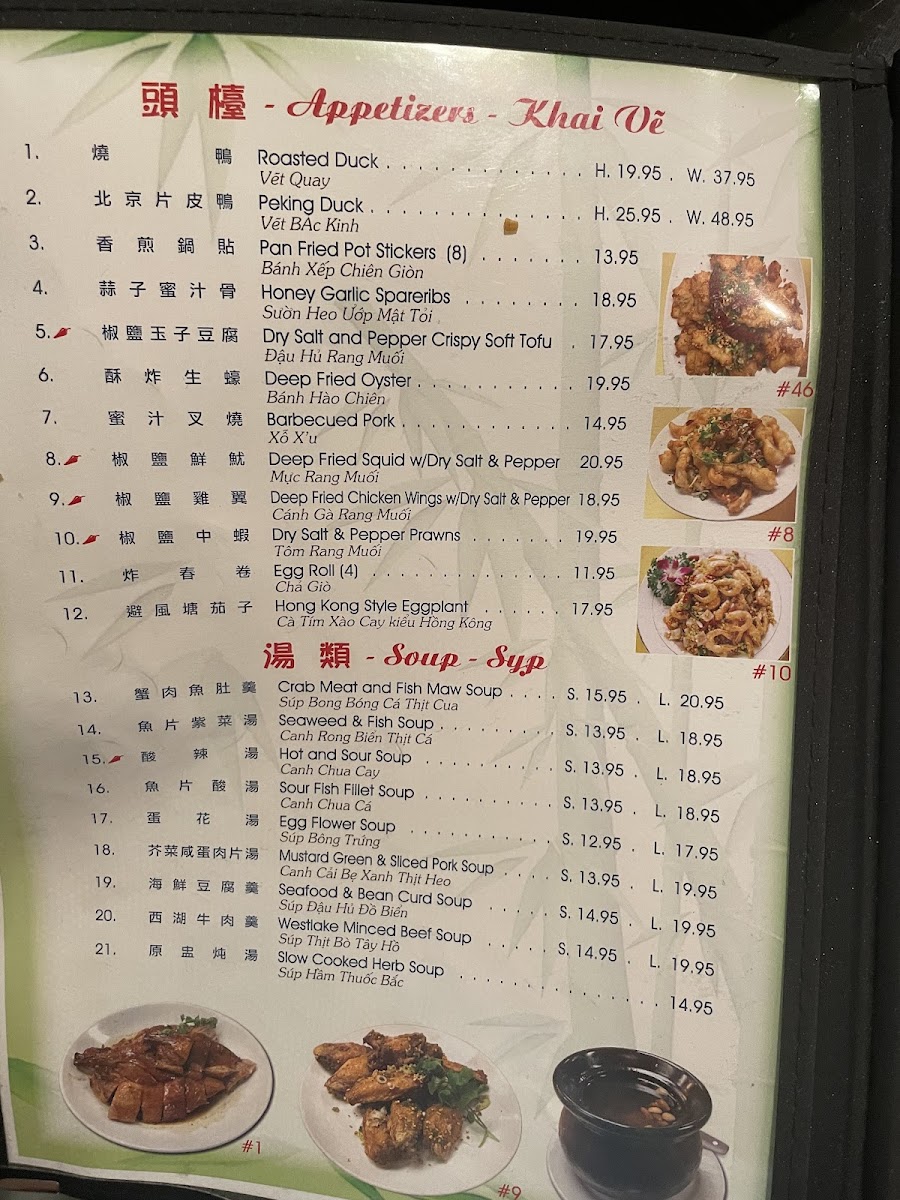 頭檯 - Appetizers - Khai Vẽ
1. 燒鴨 Roasted Duck . . . . . . . . . . . . . . H. 19.95 . W. 37.95
Vẽt Quay
2. 北京片皮鴨 Peking Duck . . . . . . . . . . . . . . . H. 25.95 . W. 48.95
Vẽt BAc Kinh
3. 香煎鍋貼 Pan Fried Pot Stickers (8) . . . . . . . 13.95
Bánh Xếp Chiên Giòn
4. 蒜子蜜汁骨 Honey Garlic Spareribs . . . . . . . . 18.95
Sườn Heo Ướp Mật Tỏi
5. 椒鹽玉子豆腐 Dry Salt and Pepper Crispy Soft Tofu . 17.95
Đậu Hủ Rang Muối
6. 酥炸生蠔 Deep Fried Oyster . . . . . . . . . . . . 19.95
Bánh Hào Chiên
7. 蜜汁叉燒 Barbecued Pork . . . . . . . . . . . . . 14.95
Xỗ X'u
8. 椒鹽鮮魷 Deep Fried Squid w/Dry Salt & Pepper 20.95
Mực Rang Muối
9. 椒鹽雞翼 Deep Fried Chicken Wings w/Dry Salt & Pepper 18.95
Cánh Gà Rang Muối
10. 椒鹽中蝦 Dry Salt & Pepper Prawns . . . . . . . 19.95
Tôm Rang Muối
11. 炸春卷 Egg Roll (4) . . . . . . . . . . . . . . . 11.95
Chả Giò
12. 避風塘茄子 Hong Kong Style Eggplant . . . . . . 17.95
Cà Tím Xào Cay kiểu Hồng Kông
#46
#8
#10
湯類 - Soup - Syp
13. 蟹肉魚肚羹 Crab Meat and Fish Maw Soup . . . . S. 15.95 . L. 20.95
Súp Bong Bóng Cá Thịt Cua
14. 魚片紫菜湯 Seaweed & Fish Soup . . . . . . . . . S. 13.95 . L. 18.95
Canh Rong Biển Thịt Cá
15. 酸辣湯 Hot and Sour Soup . . . . . . . . . . . S. 13.95 . L. 18.95
Canh Chua Cay
16. 魚片酸湯 Sour Fish Fillet Soup . . . . . . . . . . S. 13.95 . L. 18.95
Canh Chua Cá
17. 蛋花湯 Egg Flower Soup . . . . . . . . . . . S. 12.95 . L. 17.95
Súp Bông Trứng
18. 芥菜咸蛋肉片湯 Mustard Green & Sliced Pork Soup . . . . S. 13.95 . L. 19.95
Canh Cải Bẹ Xanh Thịt Heo
19. 海鮮豆腐羹 Seafood & Bean Curd Soup . . . . . S. 14.95 . L. 19.95
Súp Đậu Hủ Đồ Biển
20. 西湖牛肉羹 Westlake Minced Beef Soup . . . . . S. 14.95 . L. 19.95
Súp Thịt Bò Tây Hồ
21. 原盅炖湯 Slow Cooked Herb Soup . . . . . . . . . . . . . . . . 14.95
Súp Hầm Thuốc Bắc
#1
#9